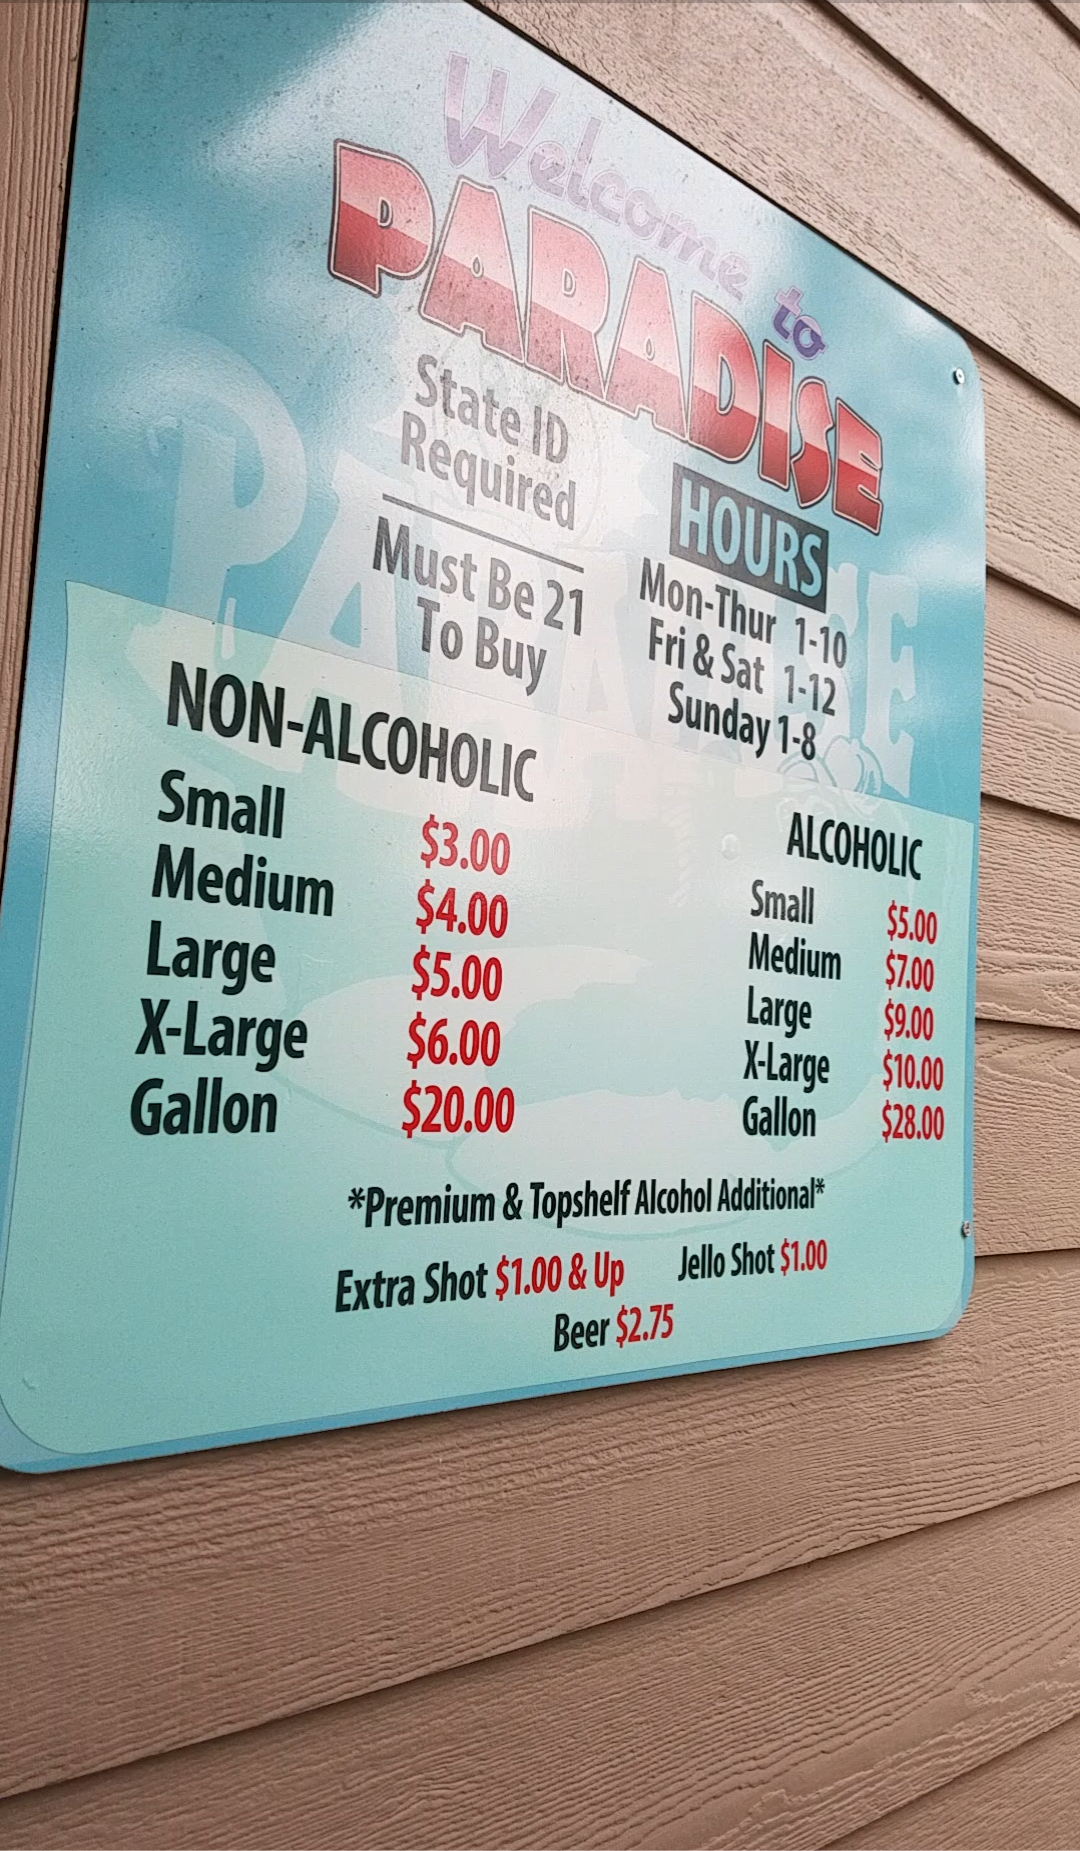 Welcome to
PARADISE
State ID
Required
Must Be 21
To Buy
HOURS
Mon-Thur 1-10
Fri & Sat 1-12
Sunday 1-8
NON-ALCOHOLIC
Small $3.00
Medium $4.00
Large $5.00
X-Large $6.00
Gallon $20.00
ALCOHOLIC
Small $5.00
Medium $7.00
Large $9.00
X-Large $10.00
Gallon $28.00
*Premium & Topshelf Alcohol Additional*
Extra Shot $1.00 & Up Jello Shot $1.00
Beer $2.75